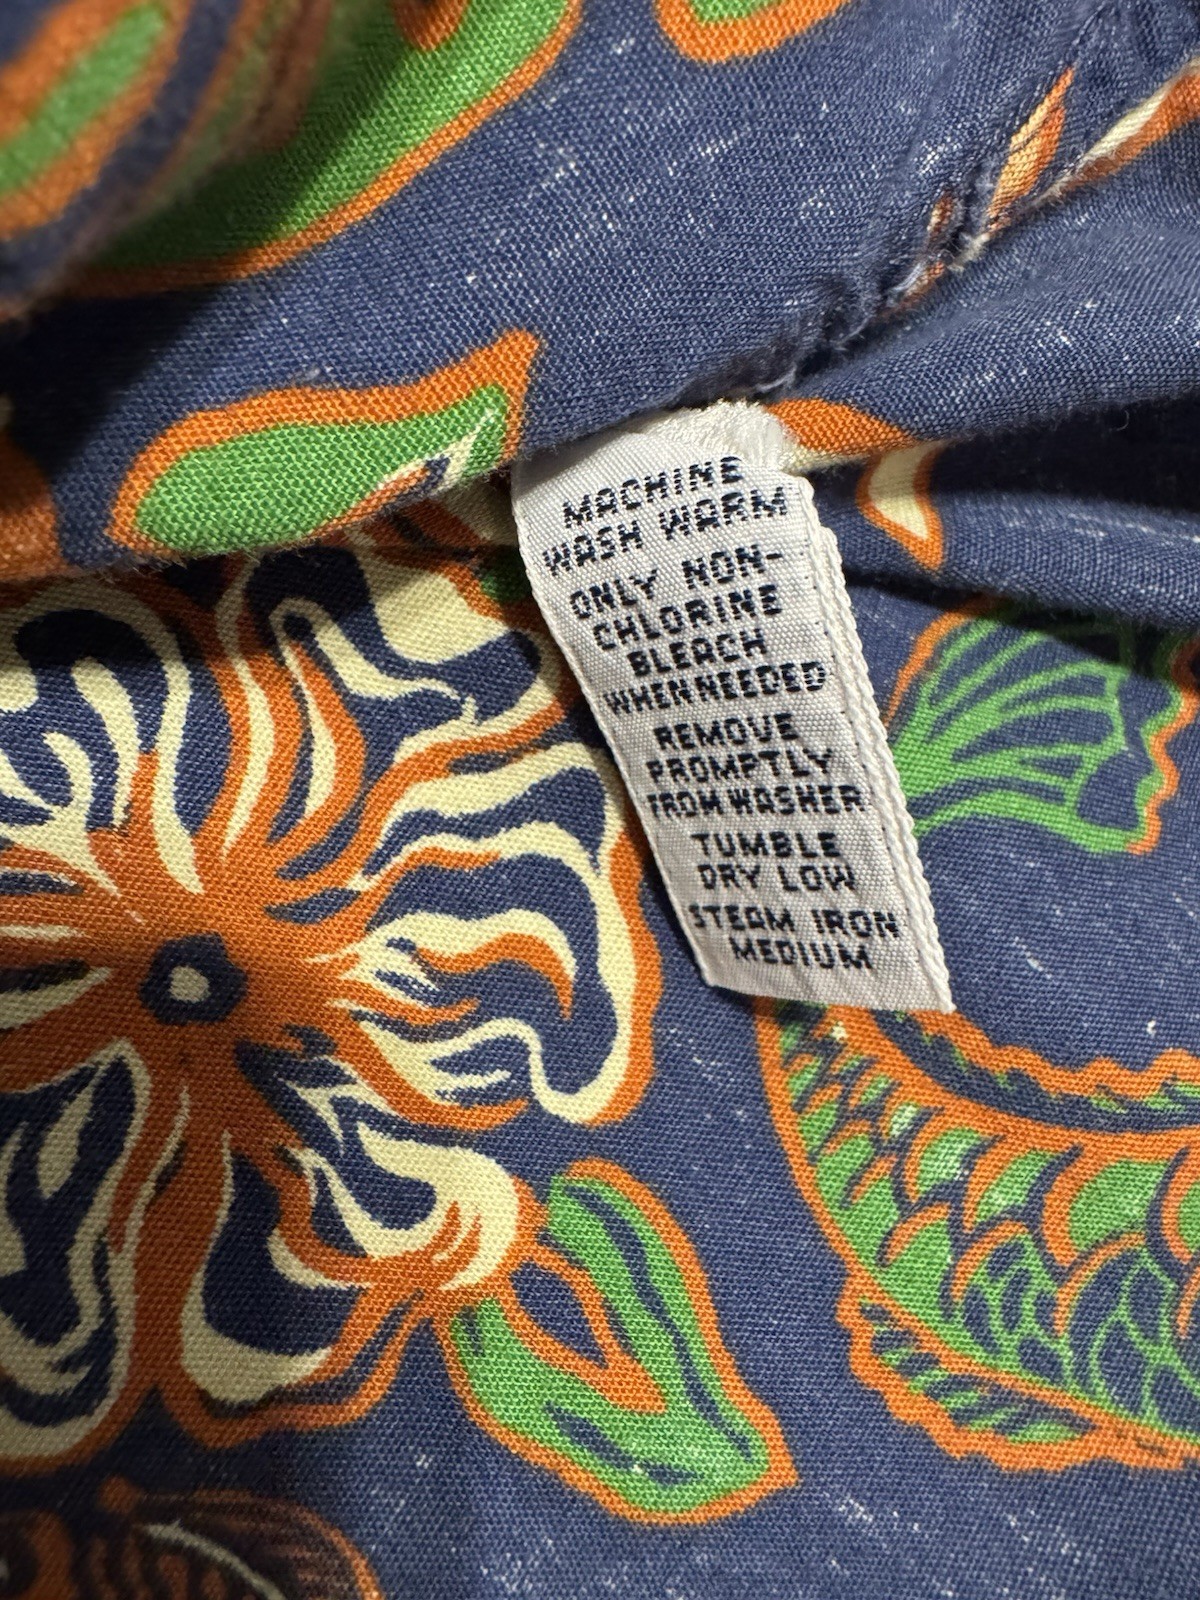 MACHINE
WASH WARM
ONLY NON-
CHLORINE
BLEACH
WHEN NEEDED
REMOVE
PROMPTLY
FROM WASHER
TUMBLE
DRY LOW
STEAM IRON
MEDIUM